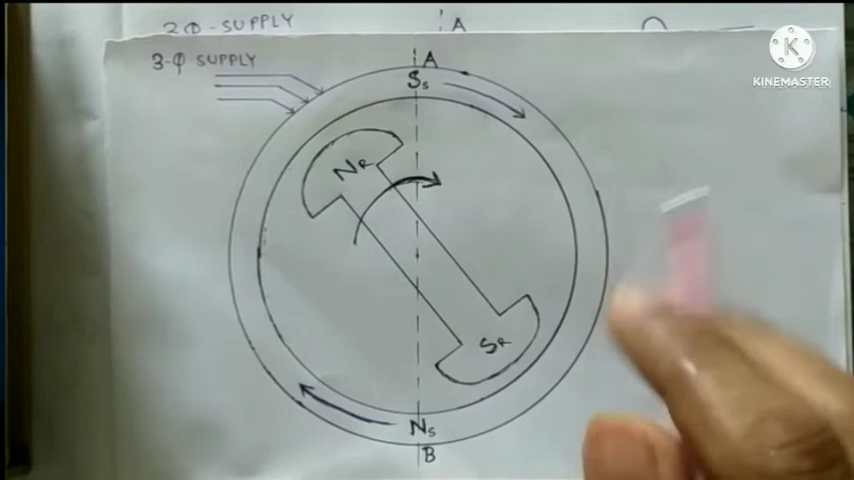 2Φ-SUPPLY
A
3-φ SUPPLY
A
Ss
NR
SR
Ns
B
K
KINEMASTER